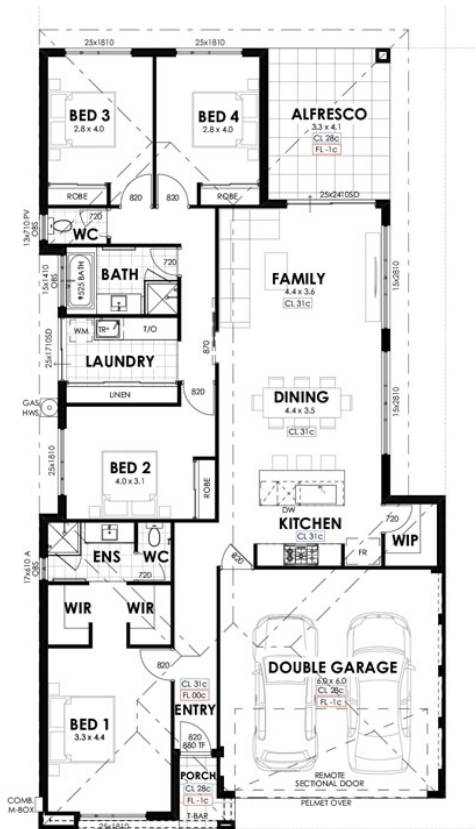 25x1810
25x1810
BED 3
2.8 x 4.0
BED 4
2.8 x 4.0
ALFRESCO
3.3 x 4.1
CL 28c
FL -1c
ROBE
820
820
ROBE
25x2410SD
13x710 PV
OBS
720
WC
720
BATH
525 BATH
15x1410
OBS
FAMILY
4.4 x 3.6
CL 31c
15x2810
W.M.
TR
T/O
LAUNDRY
25x1710SD
870
LINEN
820
GAS
HWS
DINING
4.4 x 3.5
CL 31c
15x2810
25x1810
BED 2
4.0 x 3.1
ROBE
DW
KITCHEN
CL 31c
720
WIP
FR
820
ENS
WC
720
17x610 A
OBS
WIR
WIR
820
CL 31c
FL 00c
ENTRY
DOUBLE GARAGE
6.0 x 6.0
CL 28c
FL -1c
BED 1
3.3 x 4.4
820
880 TF
PORCH
CL 28c
FL -1c
T-BAR
REMOTE
SECTIONAL DOOR
PELMET OVER
COMB.
M-BOX
25x1810